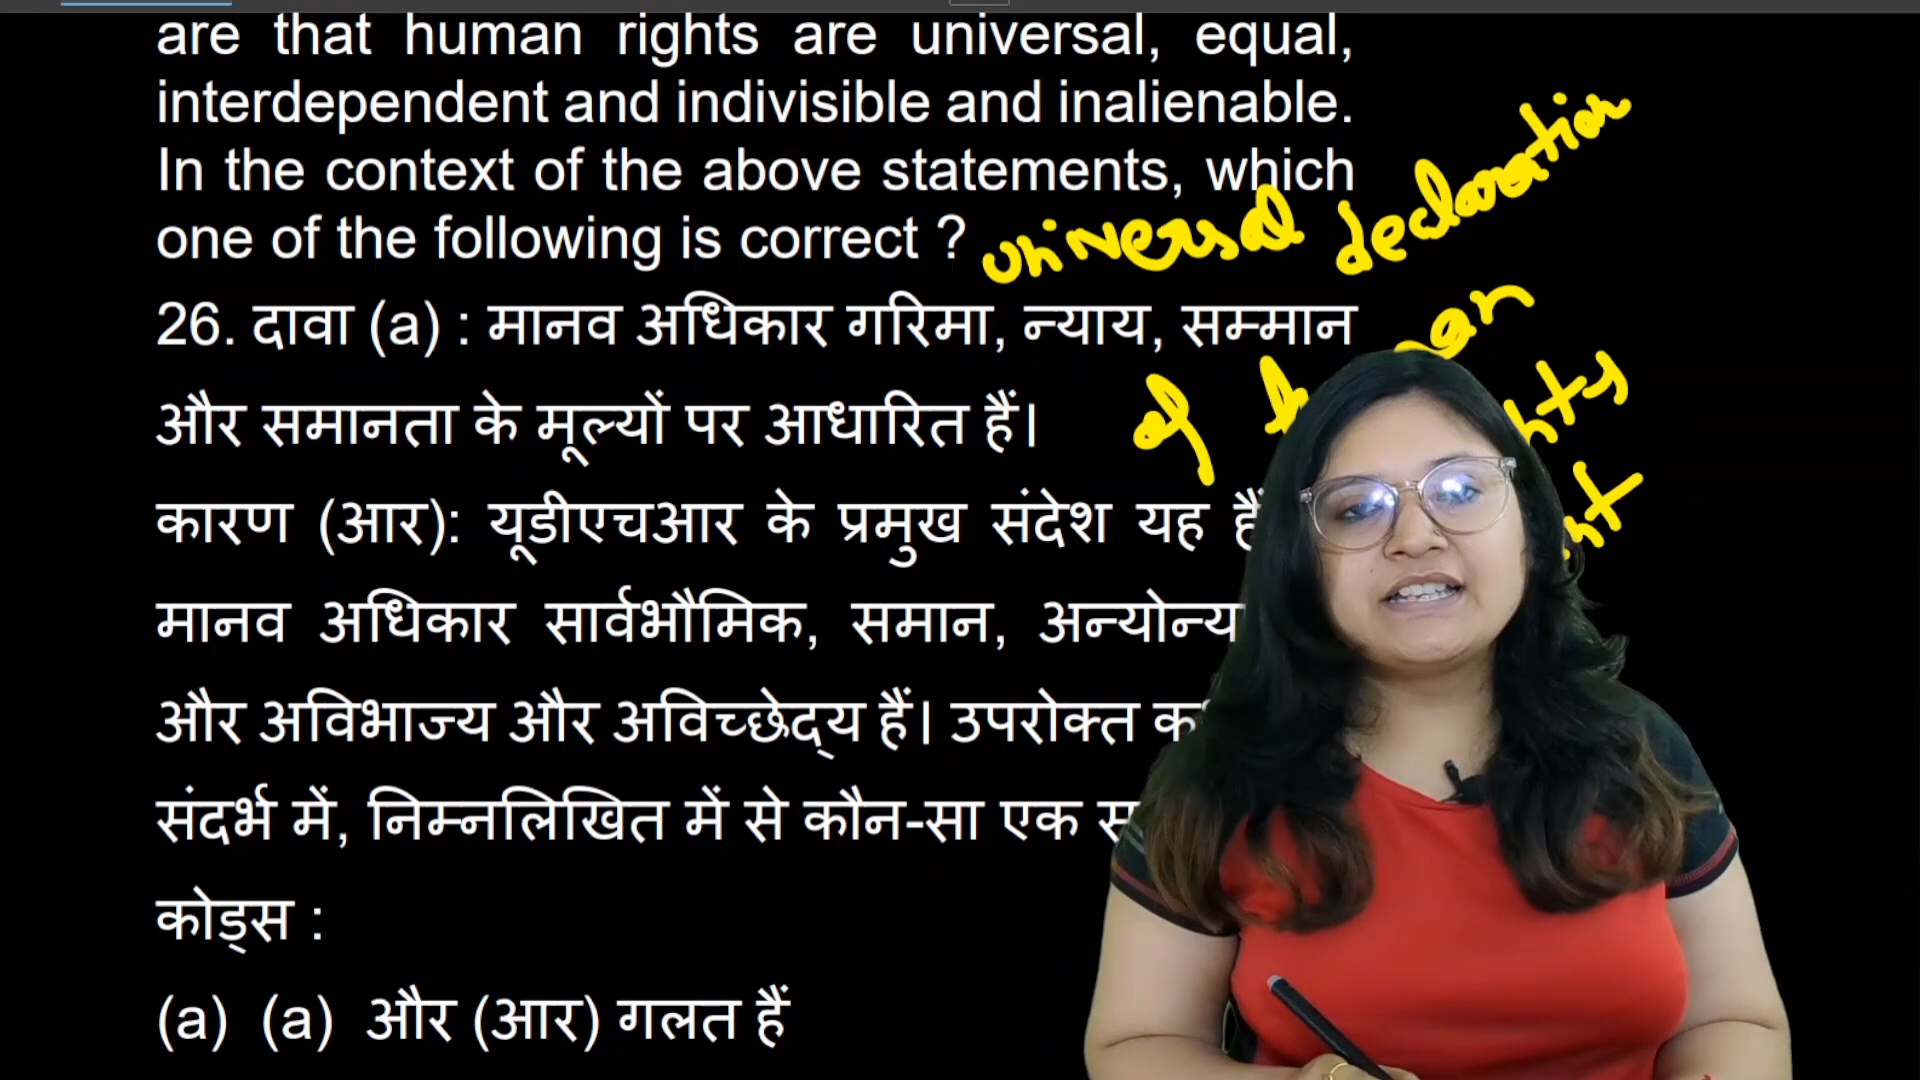 are that human rights are universal, equal,
interdependent and indivisible and inalienable.
In the context of the above statements, which
one of the following is correct ?
universal declaration
of
26. दावा (a) : मानव अधिकार गरिमा, न्याय, सम्मान
और समानता के मूल्यों पर आधारित हैं।
कारण (आर): यूडीएचआर के प्रमुख संदेश यह
मानव अधिकार सार्वभौमिक, समान,
और अविभाज्य और अविच्छेद्य हैं। उपरोक्त
संदर्भ में, निम्नलिखित में से कौन-सा एक
कोड्स :
(a) (a) और (आर) गलत हैं